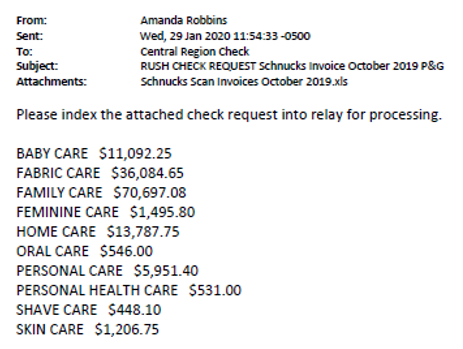 From: Amanda Robbins
Sent: Wed, 29 Jan 2020 11:54:33 -0500
To: Central Region Check
Subject: RUSH CHECK REQUEST Schnucks Invoice October 2019 P&G
Attachments: Schnucks Scan Invoices October 2019.xls
Please index the attached check request into relay for processing.
BABY CARE $11,092.25
FABRIC CARE $36,084.65
FAMILY CARE $70,697.08
FEMININE CARE $1,495.80
HOME CARE $13,787.75
ORAL CARE $546.00
PERSONAL CARE $5,951.40
PERSONAL HEALTH CARE $531.00
SHAVE CARE $448.10
SKIN CARE $1,206.75